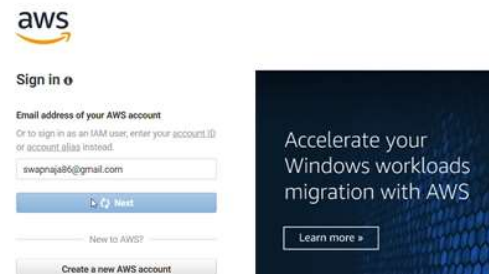 aws
Sign in
Email address of your AWS account
Or to sign in as an IAM user, enter your account ID
or account alias instead.
swapnaja86@gmail.com
Next
New to AWS?
Create a new AWS account
Accelerate your
Windows workloads
migration with AWS
Learn more »